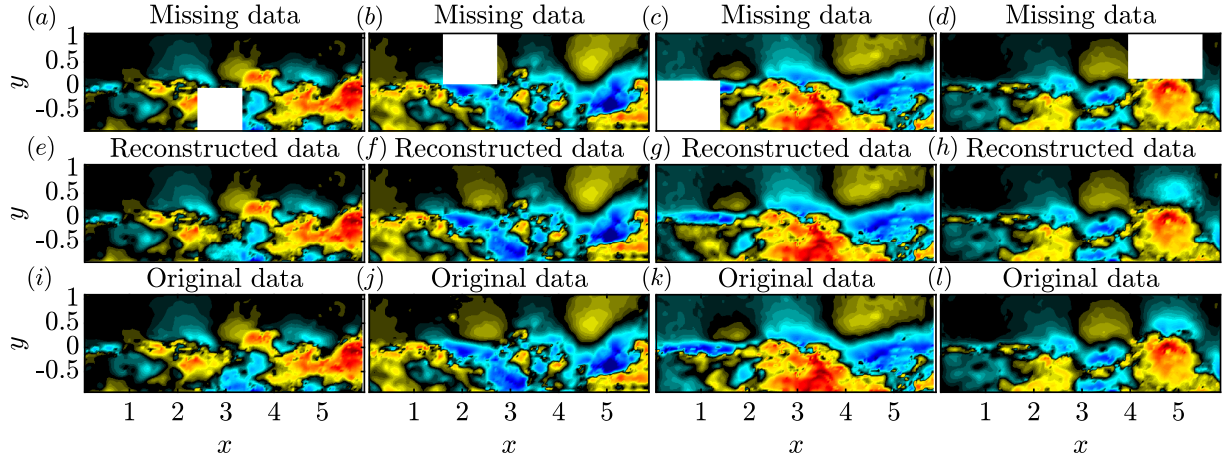 (a) Missing data (b) Missing data (c) Missing data (d) Missing data
1
0.5
y
0
-0.5
(e) Reconstructed data (f) Reconstructed data (g) Reconstructed data (h) Reconstructed data
1
0.5
y
0
-0.5
(i) Original data (j) Original data (k) Original data (l) Original data
1
0.5
y
0
-0.5
1 2 3 4 5 1 2 3 4 5 1 2 3 4 5 1 2 3 4 5
x x x x